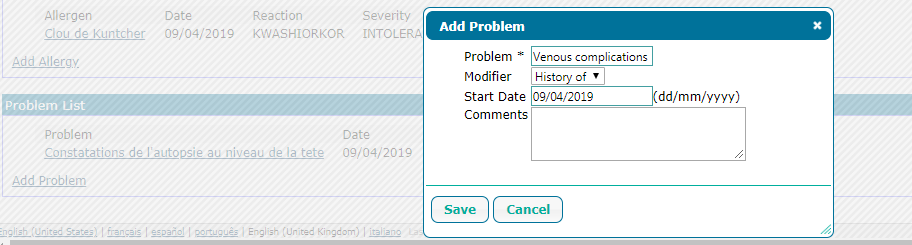 Allergen Date Reaction Severity
Clou de Kuntcher 09/04/2019 KWASHIORKOR INTOLERA
Add Allergy
Problem List
Problem Date
Constatations de l'autopsie au niveau de la tete 09/04/2019
Add Problem
English (United States) | français | español | português | English (United Kingdom) | italiano
Add Problem
Problem * Venous complications
Modifier History of
Start Date 09/04/2019 (dd/mm/yyyy)
Comments
Save Cancel